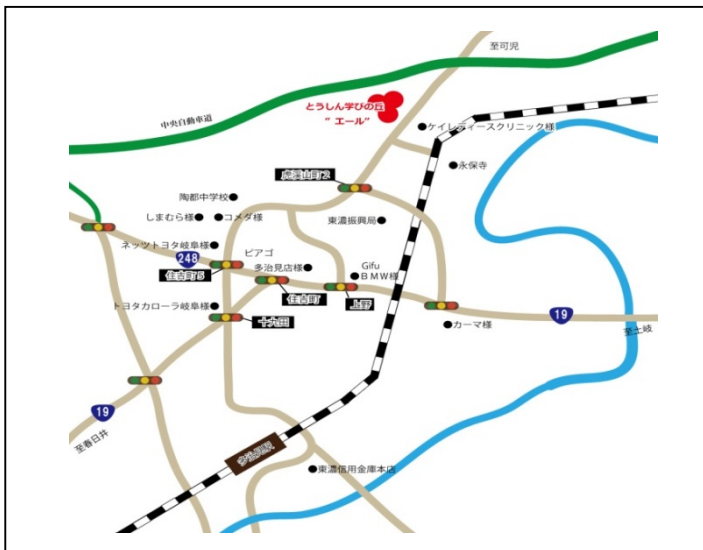 至可児
中央自動車道
とうしん学びの丘
“ エール”
ケイレディースクリニック様
永保寺
虎渓山町2
陶都中学校
しまむら様
コメダ様
東濃振興局
ネッツトヨタ岐阜様
ピアゴ
多治見店様
248
住吉町5
Gifu
BMW様
住吉町
上野
トヨタカローラ岐阜様
十九田
カーマ様
19
至土岐
19
至春日井
多治見駅
東濃信用金庫本店